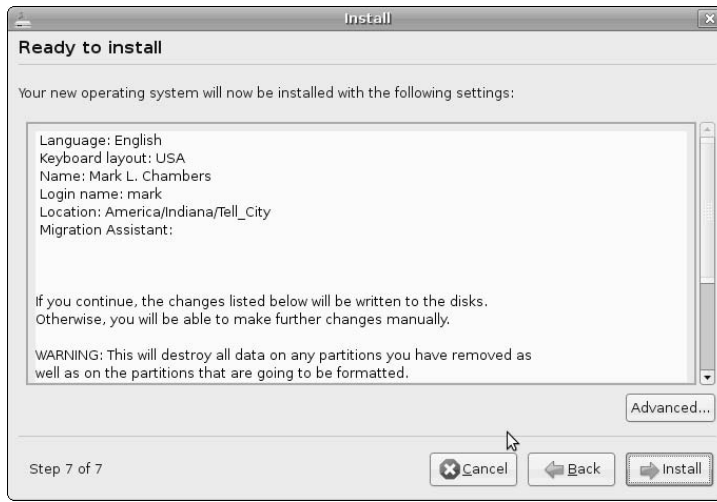 Install
Ready to install
Your new operating system will now be installed with the following settings:
Language: English
Keyboard layout: USA
Name: Mark L. Chambers
Login name: mark
Location: America/Indiana/Tell_City
Migration Assistant:
If you continue, the changes listed below will be written to the disks.
Otherwise, you will be able to make further changes manually.
WARNING: This will destroy all data on any partitions you have removed as
well as on the partitions that are going to be formatted.
Advanced...
Step 7 of 7
Cancel
Back
Install